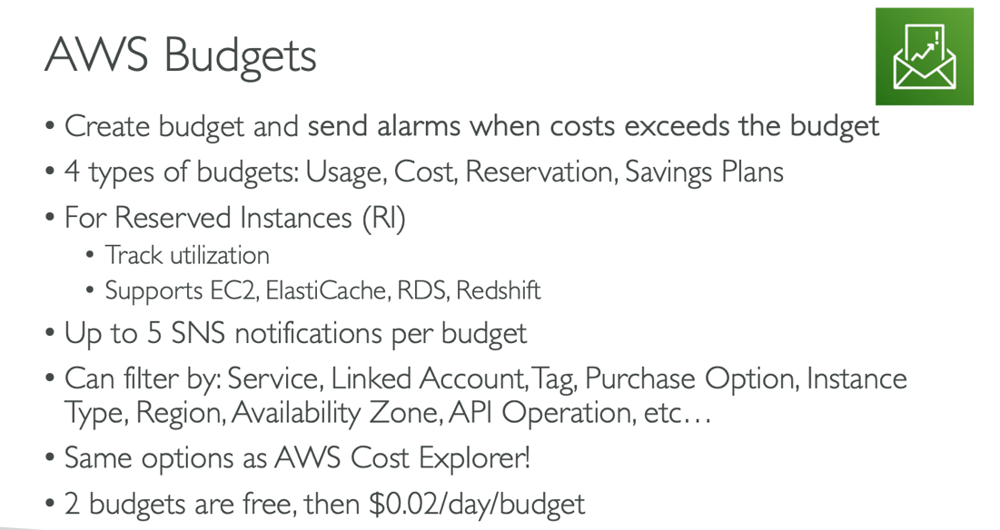 AWS Budgets
• Create budget and send alarms when costs exceeds the budget
• 4 types of budgets: Usage, Cost, Reservation, Savings Plans
• For Reserved Instances (RI)
• Track utilization
• Supports EC2, ElastiCache, RDS, Redshift
• Up to 5 SNS notifications per budget
• Can filter by: Service, Linked Account, Tag, Purchase Option, Instance
Type, Region, Availability Zone, API Operation, etc…
• Same options as AWS Cost Explorer!
• 2 budgets are free, then $0.02/day/budget